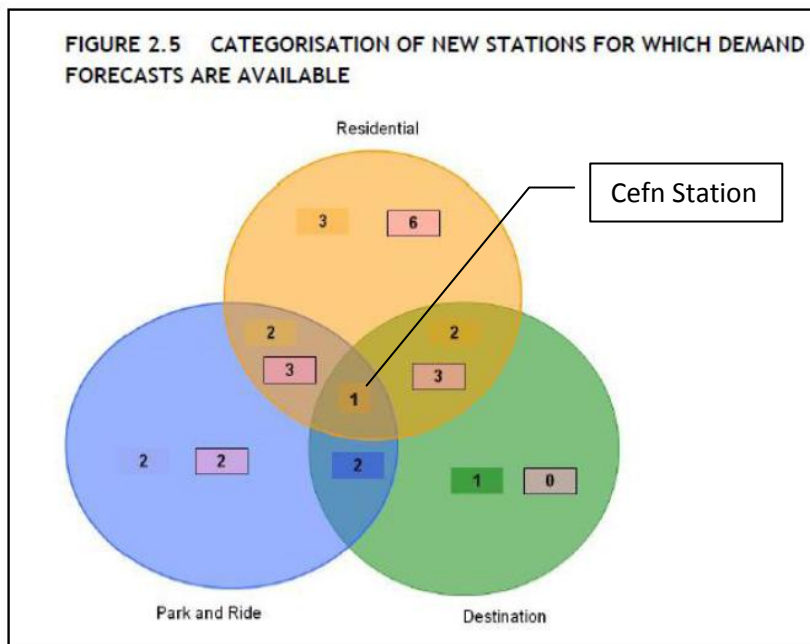 FIGURE 2.5 CATEGORISATION OF NEW STATIONS FOR WHICH DEMAND
FORECASTS ARE AVAILABLE
Residential
Cefn Station
3 6
2 2
3 3
1
2 2 2
1 0
Park and Ride Destination